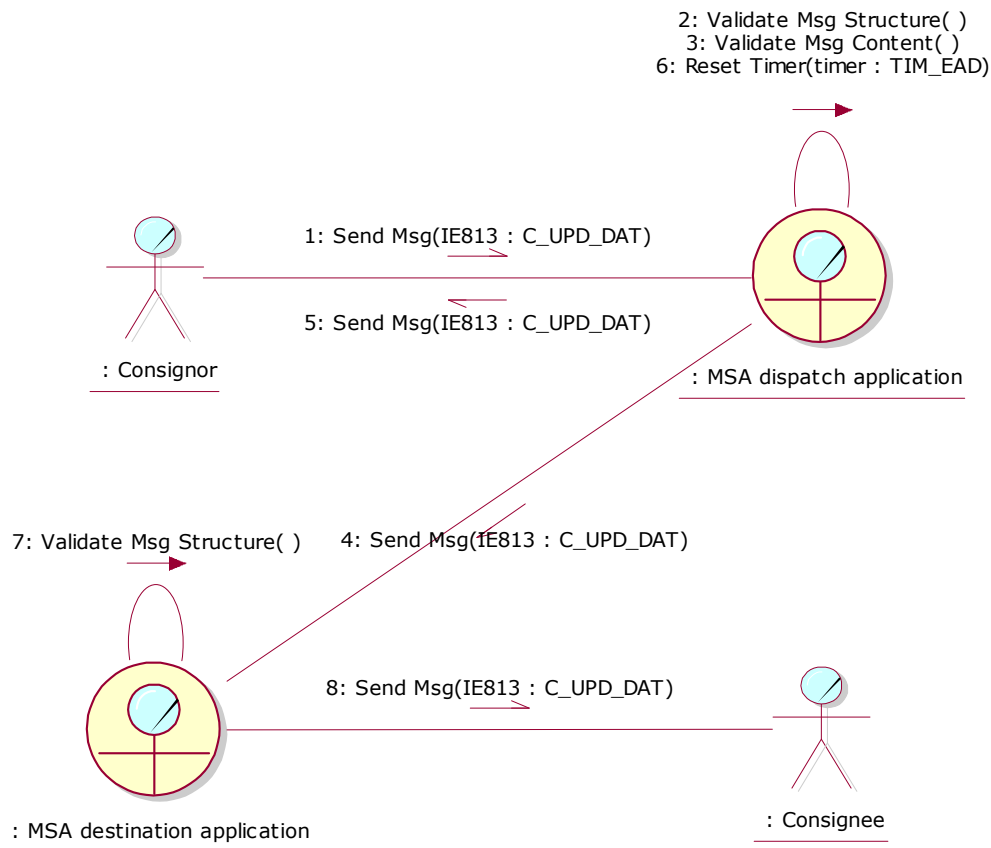 2: Validate Msg Structure( )
3: Validate Msg Content( )
6: Reset Timer(timer : TIM_EAD)
1: Send Msg(IE813 : C_UPD_DAT)
5: Send Msg(IE813 : C_UPD_DAT)
: Consignor
: MSA dispatch application
7: Validate Msg Structure( )
4: Send Msg(IE813 : C_UPD_DAT)
8: Send Msg(IE813 : C_UPD_DAT)
: MSA destination application
: Consignee